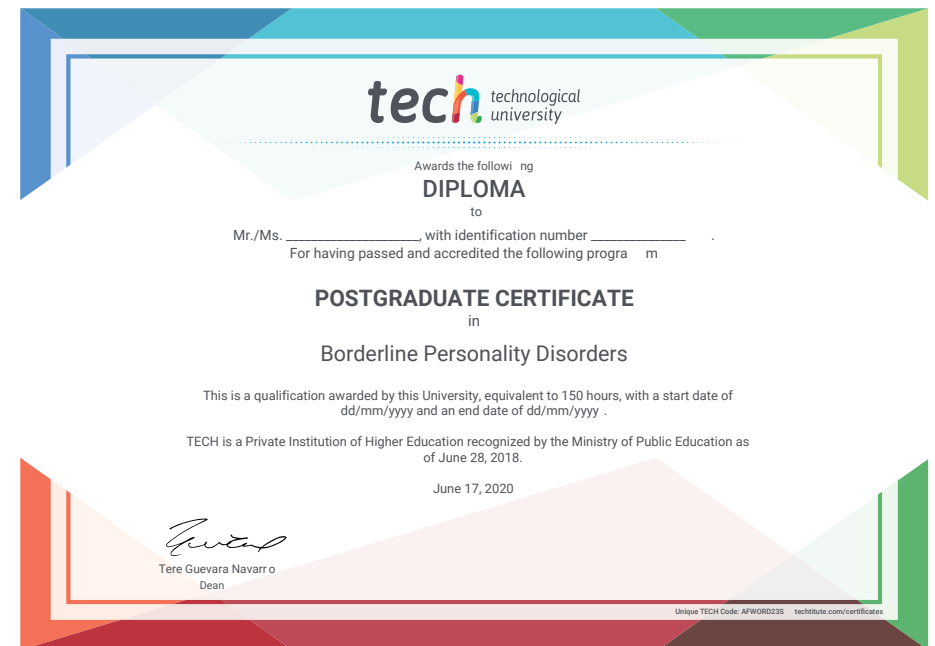 tech technological
university
Awards the followi ng
DIPLOMA
to
Mr./Ms. _____________________, with identification number _______________ .
For having passed and accredited the following progra m
POSTGRADUATE CERTIFICATE
in
Borderline Personality Disorders
This is a qualification awarded by this University, equivalent to 150 hours, with a start date of
dd/mm/yyyy and an end date of dd/mm/yyyy .
TECH is a Private Institution of Higher Education recognized by the Ministry of Public Education as
of June 28, 2018.
June 17, 2020
Tere Guevara Navarro
Dean
Unique TECH Code: AFWORD23S techtitute.com/certificates